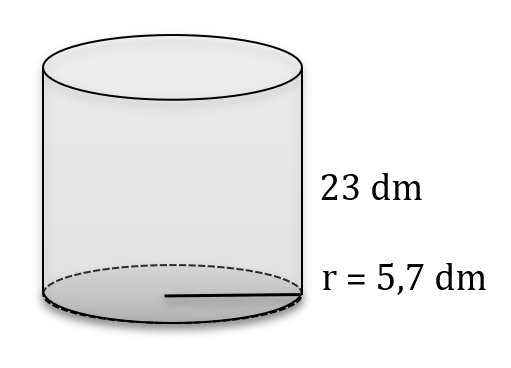 23 dm
r = 5,7 dm